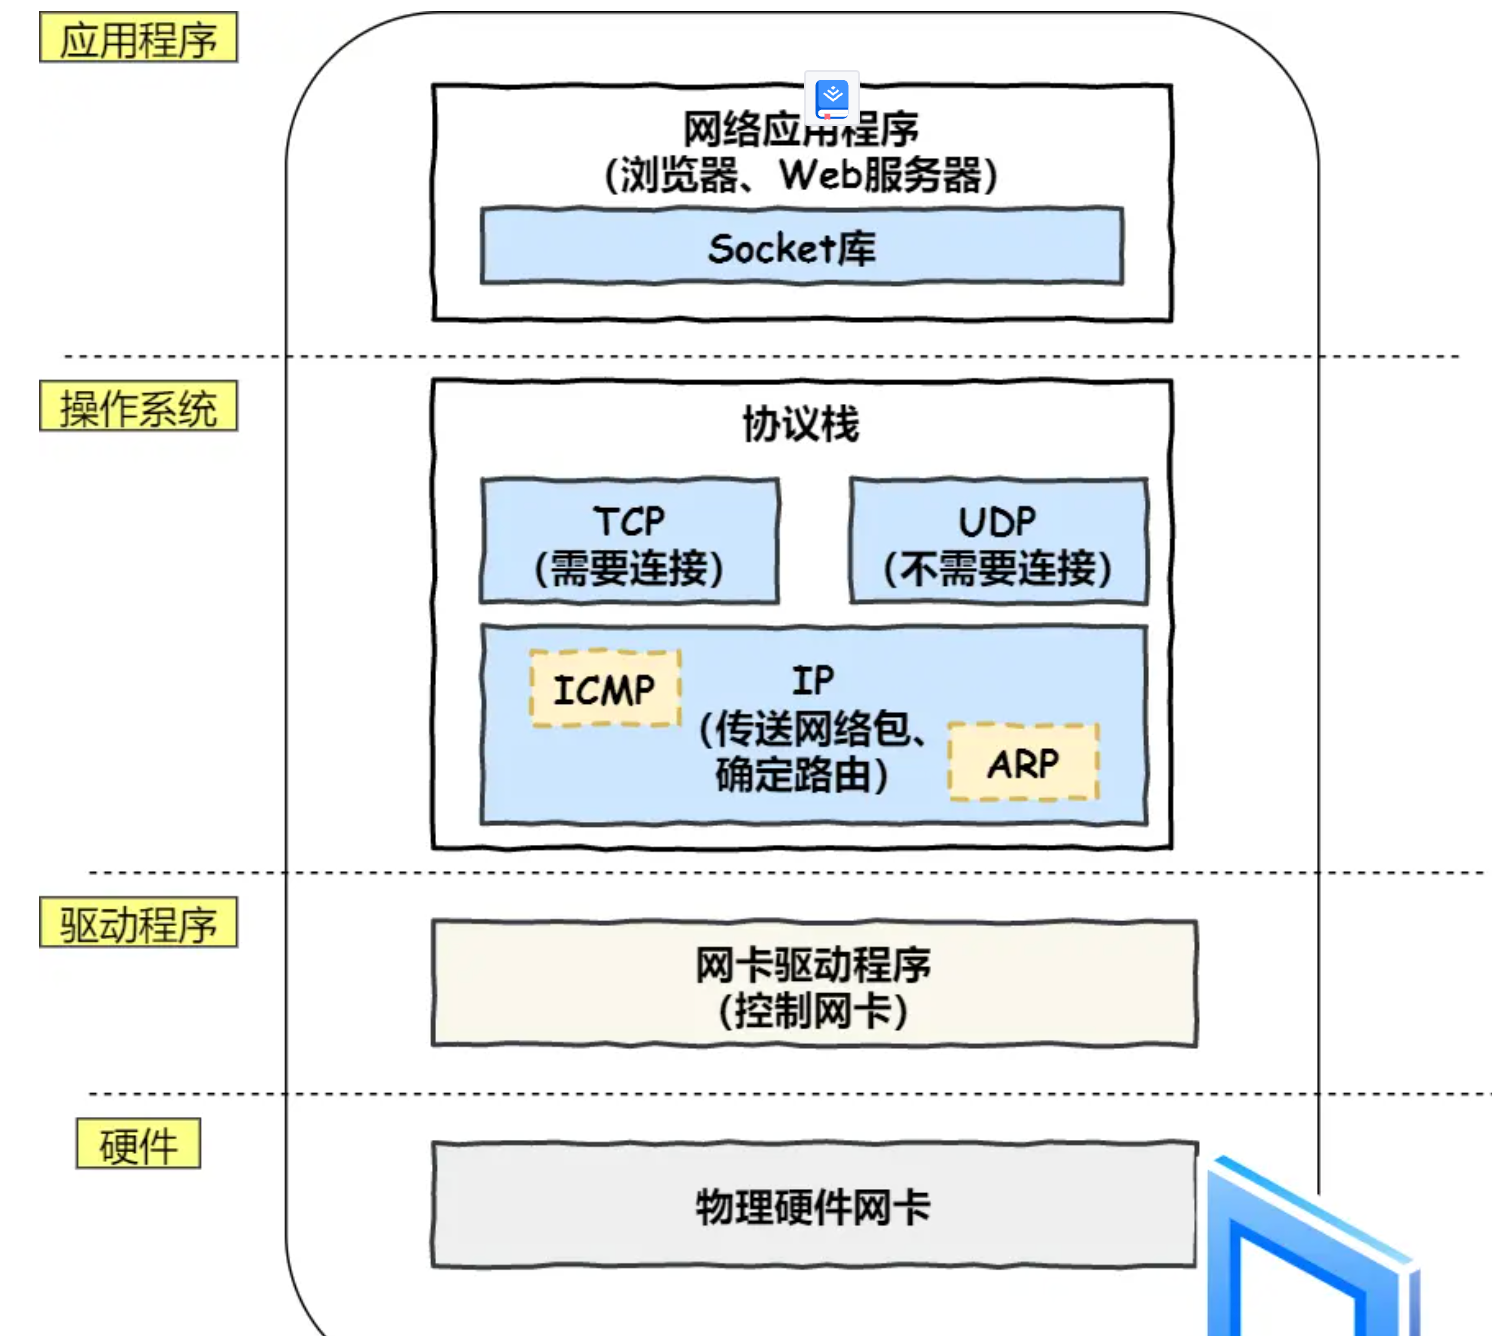 应用程序
网络应用程序
(浏览器、Web服务器)
Socket库
操作系统
协议栈
TCP
(需要连接)
UDP
(不需要连接)
ICMP
IP
(传送网络包、
确定路由)
ARP
驱动程序
网卡驱动程序
(控制网卡)
硬件
物理硬件网卡